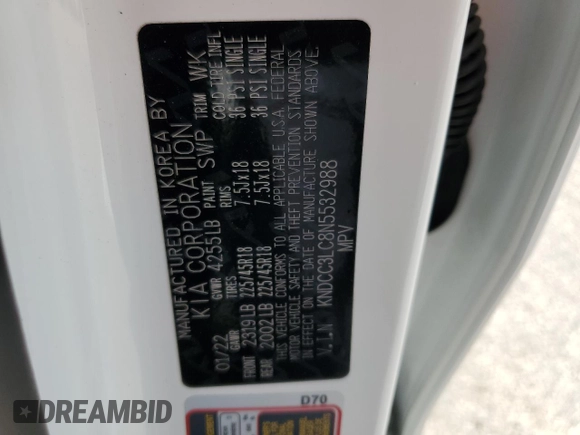 MANUFACTURED IN KOREA BY
KIA CORPORATION
01/22 GVWR 4255LB PAINT SWP TRIM WK
GAWR TIRES RIMS COLD TIRE INFL
FRONT 2319LB 225/45R18 7.5Jx18 36 PSI SINGLE
REAR 2002LB 225/45R18 7.5Jx18 36 PSI SINGLE
THIS VEHICLE CONFORMS TO ALL APPLICABLE U.S.A. FEDERAL
MOTOR VEHICLE SAFETY AND THEFT PREVENTION STANDARDS
IN EFFECT ON THE DATE OF MANUFACTURE SHOWN ABOVE.
V.I.N KNDCC3LC8N5532988
MPV
D70
DREAMBID